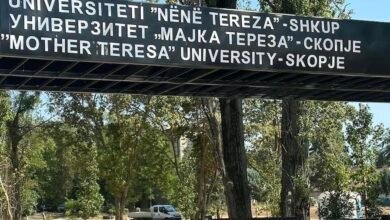 UNIVERSITETI "NËNË TEREZA"-SHKUP
УНИВЕРЗИТЕТ „МАЈКА ТЕРЕЗА"-СКОПЈЕ
"MOTHER TERESA" UNIVERSITY-SKOPJE